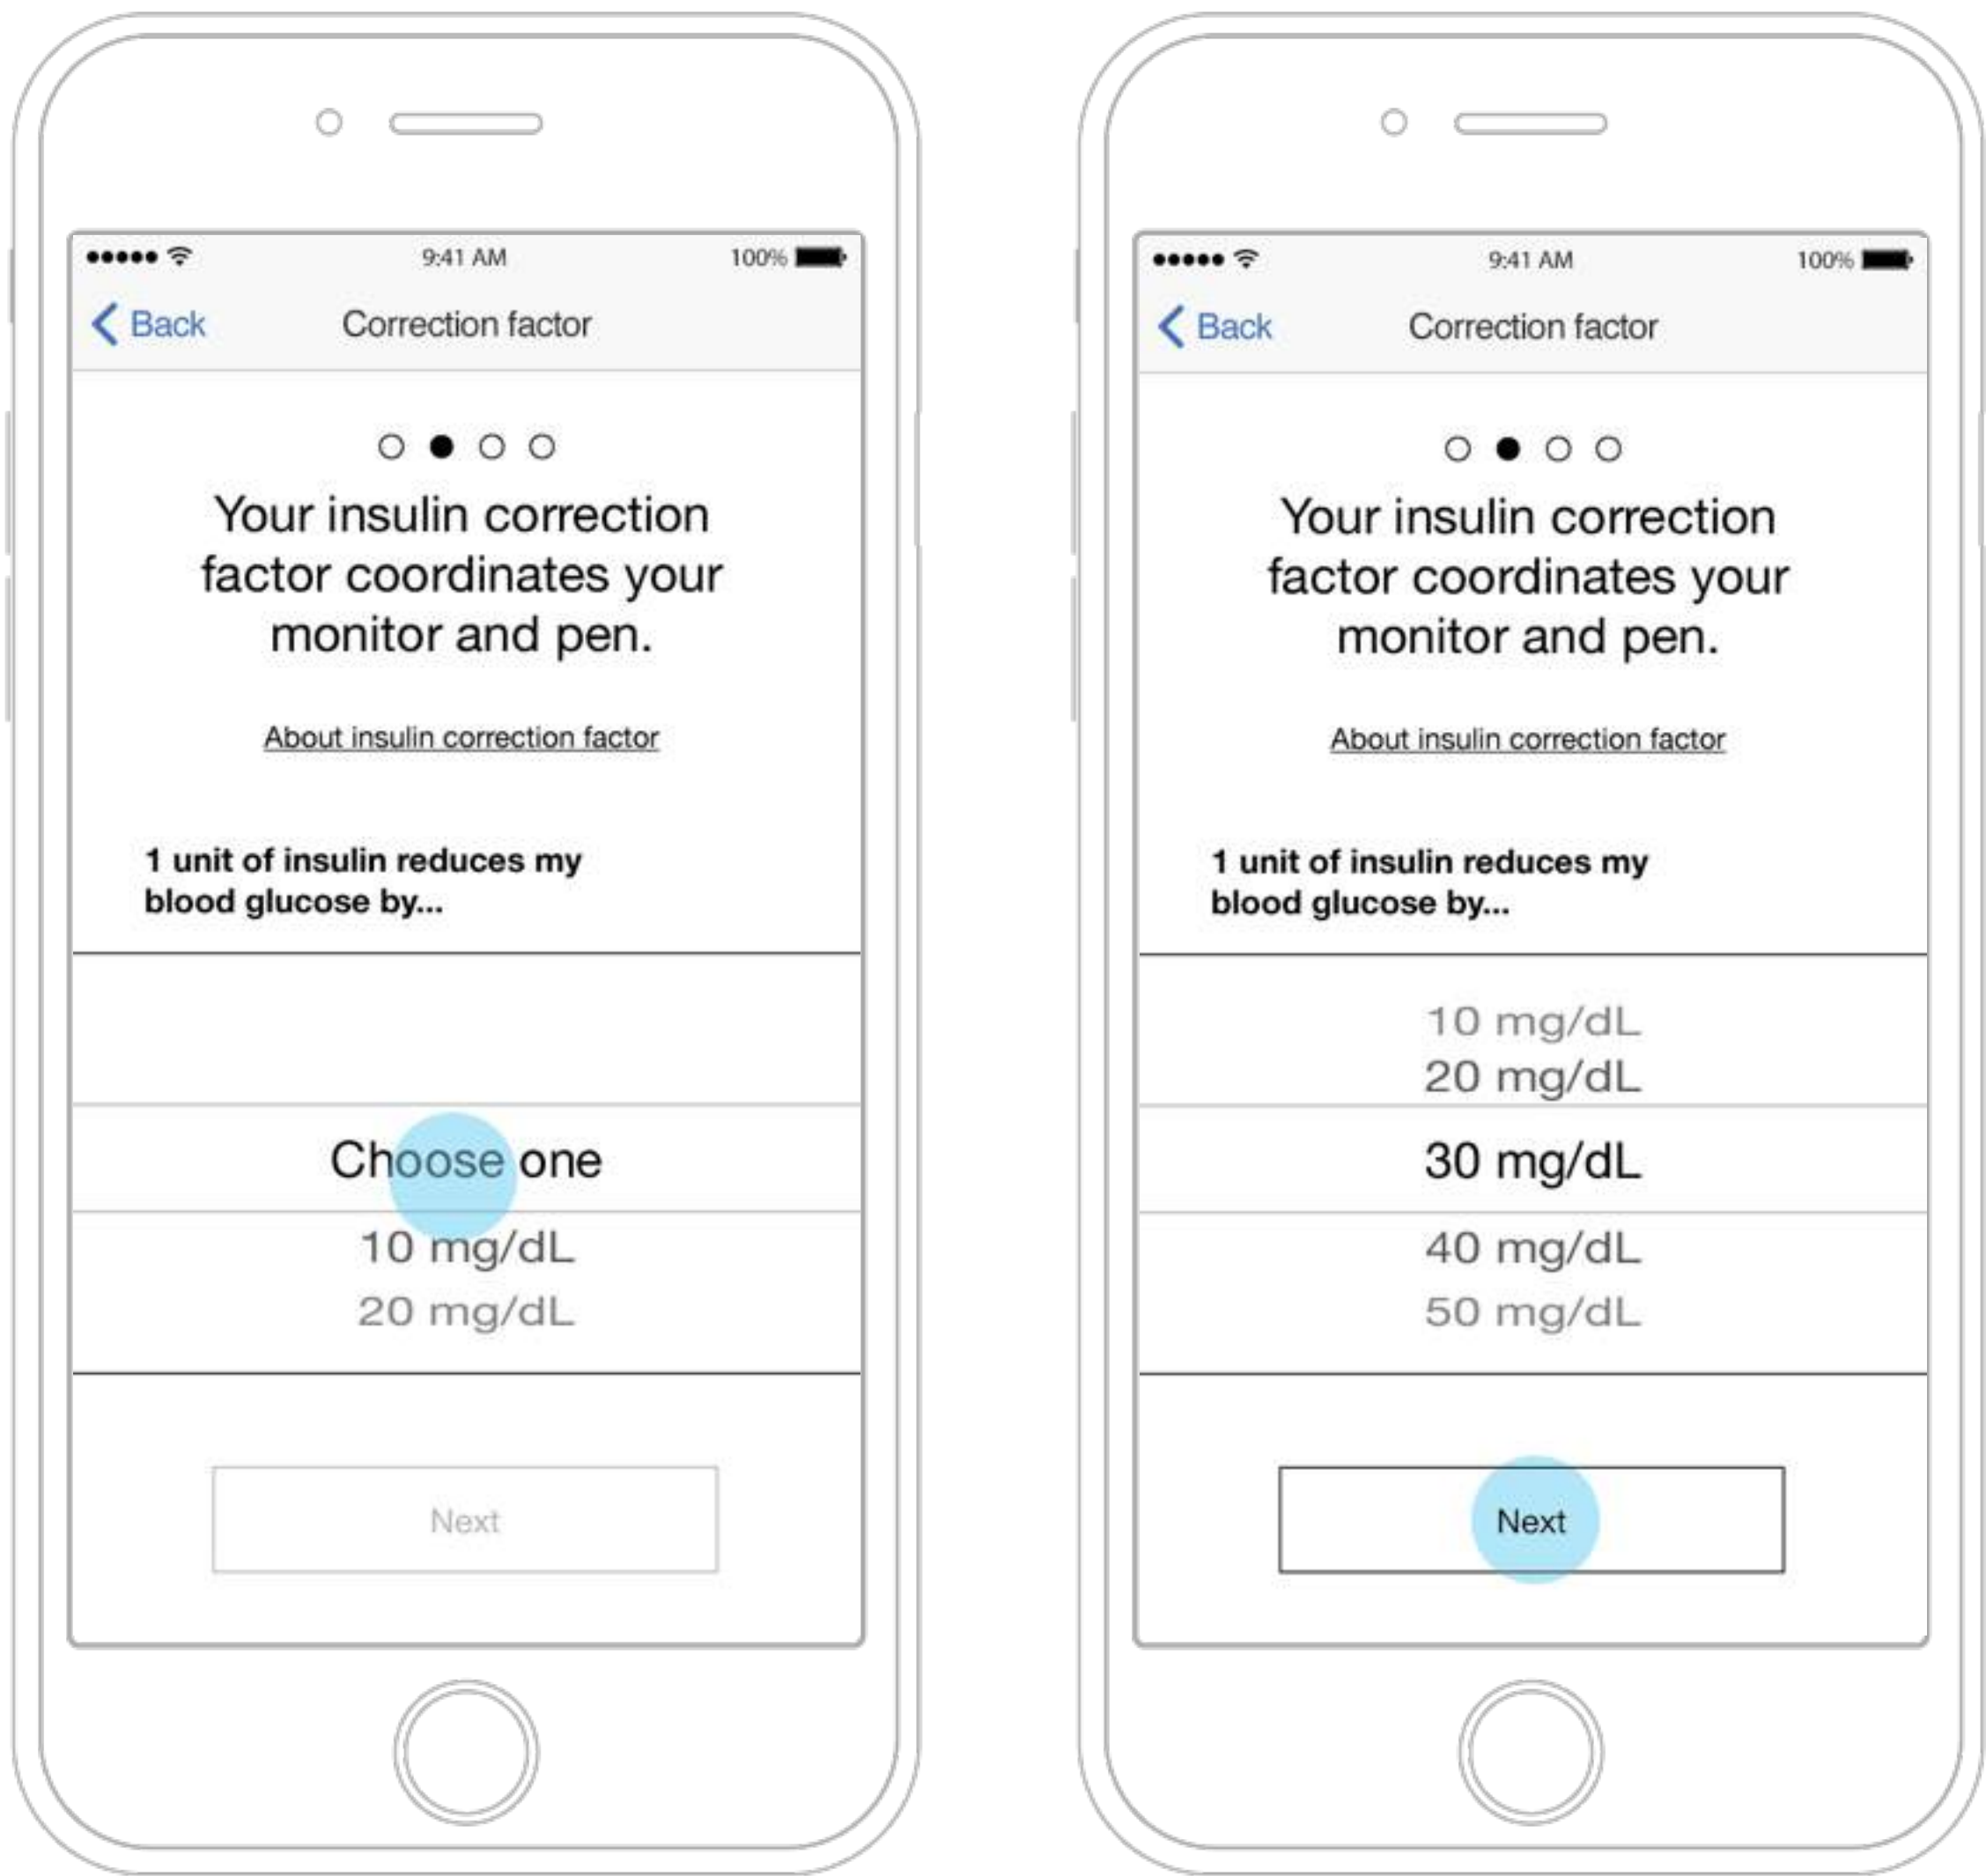 9:41 AM 100%
Back Correction factor
Your insulin correction
factor coordinates your
monitor and pen.
About insulin correction factor
1 unit of insulin reduces my
blood glucose by...
Choose one
10 mg/dL
20 mg/dL
Next
9:41 AM 100%
Back Correction factor
Your insulin correction
factor coordinates your
monitor and pen.
About insulin correction factor
1 unit of insulin reduces my
blood glucose by...
10 mg/dL
20 mg/dL
30 mg/dL
40 mg/dL
50 mg/dL
Next